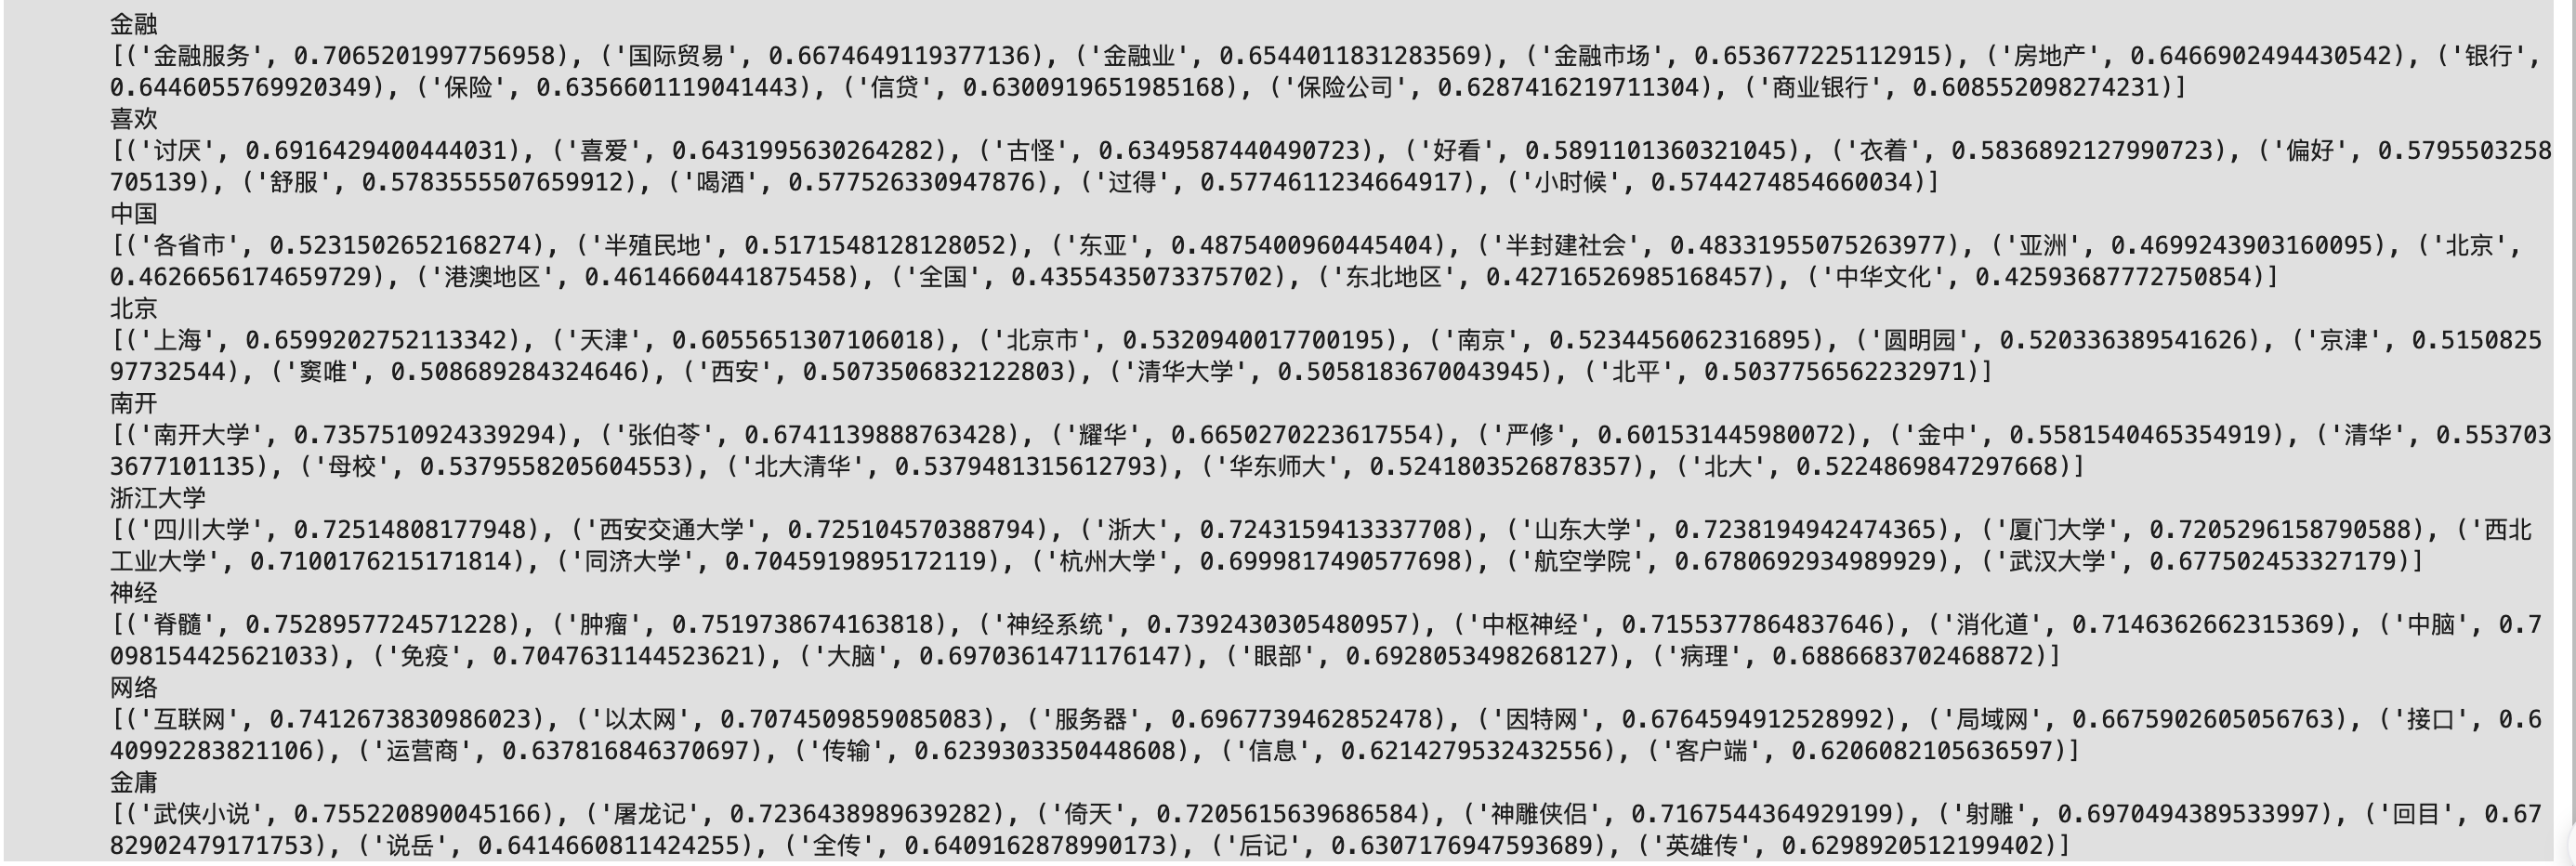 金融
[('金融服务', 0.7065201997756958), ('国际贸易', 0.6674649119377136), ('金融业', 0.6544011831283569), ('金融市场', 0.653677225112915), ('房地产', 0.6466902494430542), ('银行',
0.6446055769920349), ('保险', 0.6356601119041443), ('信贷', 0.6300919651985168), ('保险公司', 0.6287416219711304), ('商业银行', 0.608552098274231)]
喜欢
[('讨厌', 0.6916429400444031), ('喜爱', 0.6431995630264282), ('古怪', 0.6349587440490723), ('好看', 0.5891101360321045), ('衣着', 0.5836892127990723), ('偏好', 0.5795503258
705139), ('舒服', 0.5783555507659912), ('喝酒', 0.577526330947876), ('过得', 0.5774611234664917), ('小时候', 0.5744274854660034)]
中国
[('各省市', 0.5231502652168274), ('半殖民地', 0.5171548128128052), ('东亚', 0.4875400960445404), ('半封建社会', 0.48331955075263977), ('亚洲', 0.4699243903160095), ('北京',
0.4626656174659729), ('港澳地区', 0.4614660441875458), ('全国', 0.4355435073375702), ('东北地区', 0.42716526985168457), ('中华文化', 0.42593687772750854)]
北京
[('上海', 0.6599202752113342), ('天津', 0.6055651307106018), ('北京市', 0.5320940017700195), ('南京', 0.5234456062316895), ('圆明园', 0.520336389541626), ('京津', 0.5150825
97732544), ('窦唯', 0.508689284324646), ('西安', 0.5073506832122803), ('清华大学', 0.5058183670043945), ('北平', 0.5037756562232971)]
南开
[('南开大学', 0.7357510924339294), ('张伯苓', 0.6741139888763428), ('耀华', 0.6650270223617554), ('严修', 0.601531445980072), ('金中', 0.5581540465354919), ('清华', 0.553703
3677101135), ('母校', 0.5379558205604553), ('北大清华', 0.5379481315612793), ('华东师大', 0.5241803526878357), ('北大', 0.5224869847297668)]
浙江大学
[('四川大学', 0.72514808177948), ('西安交通大学', 0.725104570388794), ('浙大', 0.7243159413337708), ('山东大学', 0.7238194942474365), ('厦门大学', 0.7205296158790588), ('西北
工业大学', 0.7100176215171814), ('同济大学', 0.7045919895172119), ('杭州大学', 0.6999817490577698), ('航空学院', 0.6780692934989929), ('武汉大学', 0.677502453327179)]
神经
[('脊髓', 0.7528957724571228), ('肿瘤', 0.7519738674163818), ('神经系统', 0.7392430305480957), ('中枢神经', 0.7155377864837646), ('消化道', 0.7146362662315369), ('中脑', 0.7
098154425621033), ('免疫', 0.7047631144523621), ('大脑', 0.6970361471176147), ('眼部', 0.6928053498268127), ('病理', 0.6886683702468872)]
网络
[('互联网', 0.7412673830986023), ('以太网', 0.7074509859085083), ('服务器', 0.6967739462852478), ('因特网', 0.6764594912528992), ('局域网', 0.6675902605056763), ('接口', 0.6
409922838211​06), ('运营商', 0.637816846370697), ('传输', 0.6239303350448608), ('信息', 0.6214279532432556), ('客户端', 0.6206082105636597)]
金庸
[('武侠小说', 0.755220890045166), ('屠龙记', 0.7236438989639282), ('倚天', 0.7205615639686584), ('神雕侠侣', 0.7167544364929199), ('射雕', 0.6970494389533997), ('回目', 0.67
82902479171753), ('说岳', 0.6414660811424255), ('全传', 0.6409162878990173), ('后记', 0.6307176947593689), ('英雄传', 0.6298920512199402)]